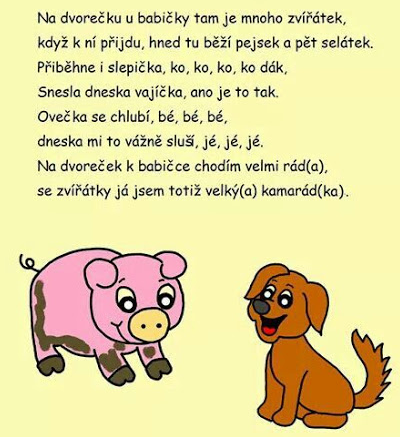 Na dvorečku u babičky tam je mnoho zvířátek,
když k ní přijdu, hned tu běží pejsek a pět selátek.
Přiběhne i slepička, ko, ko, ko, ko dák,
Snesla dneska vajíčka, ano je to tak.
Ovečka se chlubí, bé, bé, bé,
dneska mi to vážně sluší, jé, jé, jé.
Na dvoreček k babičce chodím velmi rád(a),
se zvířátky já jsem totiž velký(a) kamarád(ka).